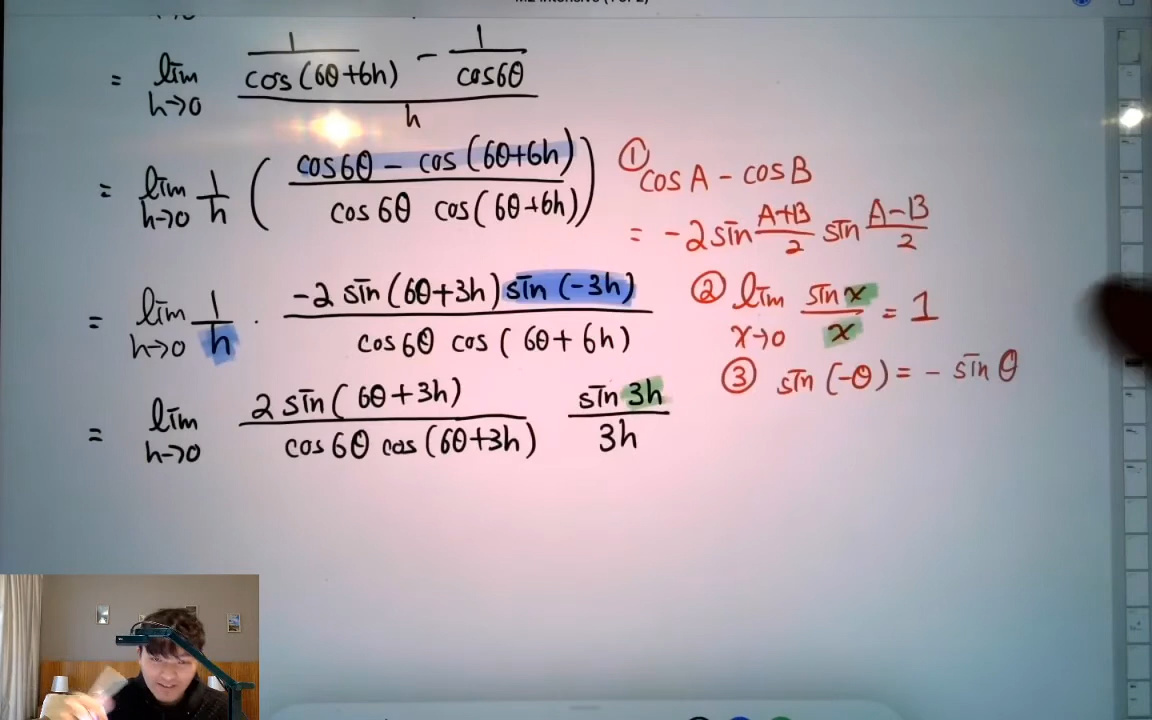 = lim h→0 (1/cos(6θ+6h) - 1/cos6θ)/h
= lim h→0 1/h ( (cos6θ - cos(6θ+6h))/(cos6θ cos(6θ+6h)) )
① cosA - cosB
= -2 sin (A+B)/2 sin (A-B)/2
= lim h→0 1/h · (-2 sin(6θ+3h) sin(-3h))/(cos6θ cos(6θ+6h))
② lim x→0 sin x/x = 1
③ sin(-θ) = - sinθ
= lim h→0 (2 sin(6θ+3h))/(cos6θ cos(6θ+3h)) (sin 3h)/(3h)